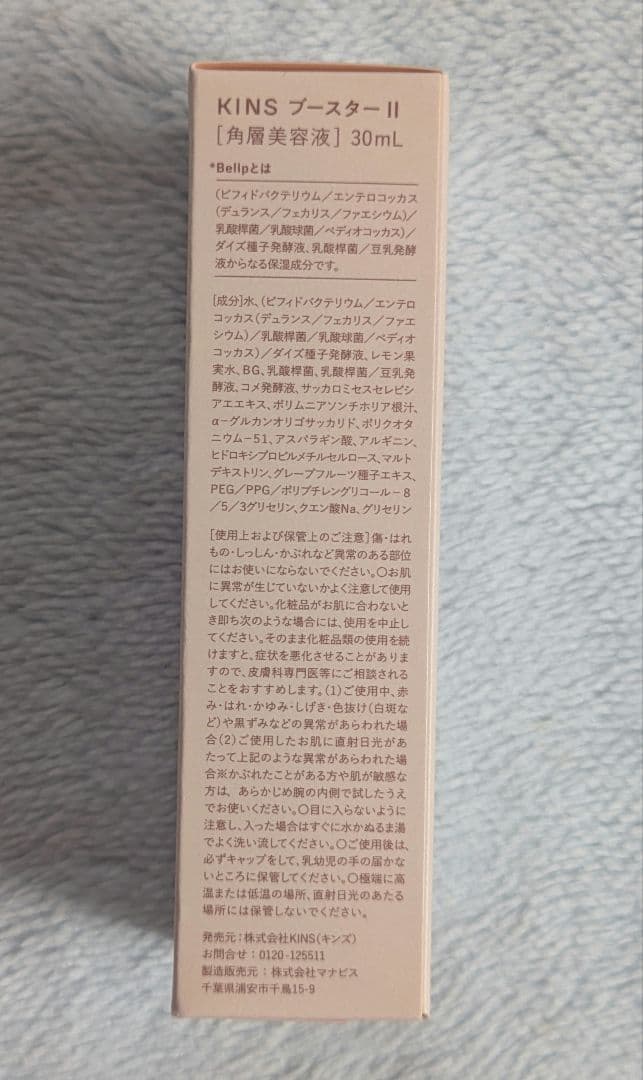 KINS ブースターⅡ
[角層美容液] 30mL
*Bellpとは
(ビフィドバクテリウム/エンテロコッカス
(デュランス/フェカリス/ファエシウム)/
乳酸桿菌/乳酸球菌/ペディオコッカス)/
ダイズ種子発酵液、乳酸桿菌/豆乳発酵
液からなる保湿成分です。
[成分]水、(ビフィドバクテリウム/エンテロ
コッカス(デュランス/フェカリス/ファエ
シウム)/乳酸桿菌/乳酸球菌/ペディオ
コッカス)/ダイズ種子発酵液、レモン果
実水、BG、乳酸桿菌、乳酸桿菌/豆乳発
酵液、コメ発酵液、サッカロミセスセレビシ
アエエキス、ポリムニアソンチホリア根汁、
α-グルカンオリゴサッカリド、ポリクオタ
ニウム-51、アスパラギン酸、アルギニン、
ヒドロキシプロピルメチルセルロース、マルト
デキストリン、グレープフルーツ種子エキス、
PEG/PPG/ポリブチレングリコール-8
/5/3グリセリン、クエン酸Na、グリセリン
[使用上および保管上のご注意]傷・はれ
もの・しっしん・かぶれなど異常のある部位
にはお使いにならないでください。○お肌
に異常が生じていないかよく注意して使用
してください。化粧品がお肌に合わないと
き即ち次のような場合には、使用を中止し
てください。そのまま化粧品類の使用を続
けますと、症状を悪化させることがありま
すので、皮膚科専門医等にご相談される
ことをおすすめします。(1)ご使用中、赤
み・はれ・かゆみ・しげき・色抜け(白斑な
ど)や黒ずみなどの異常があらわれた場
合(2)ご使用したお肌に直射日光があ
たって上記のような異常があらわれた場
合※かぶれたことがある方や肌が敏感な
方は、あらかじめ腕の内側で試したうえ
でお使いください。○目に入らないように
注意し、入った場合はすぐに水かぬるま湯
でよく洗い流してください。○ご使用後は、
必ずキャップをして、乳幼児の手の届かな
いところに保管してください。○極端に高
温または低温の場所、直射日光のあたる
場所には保管しないでください。
発売元:株式会社KINS(キンズ)
お問合せ:0120-125511
製造販売元:株式会社マナビス
千葉県浦安市千鳥15-9